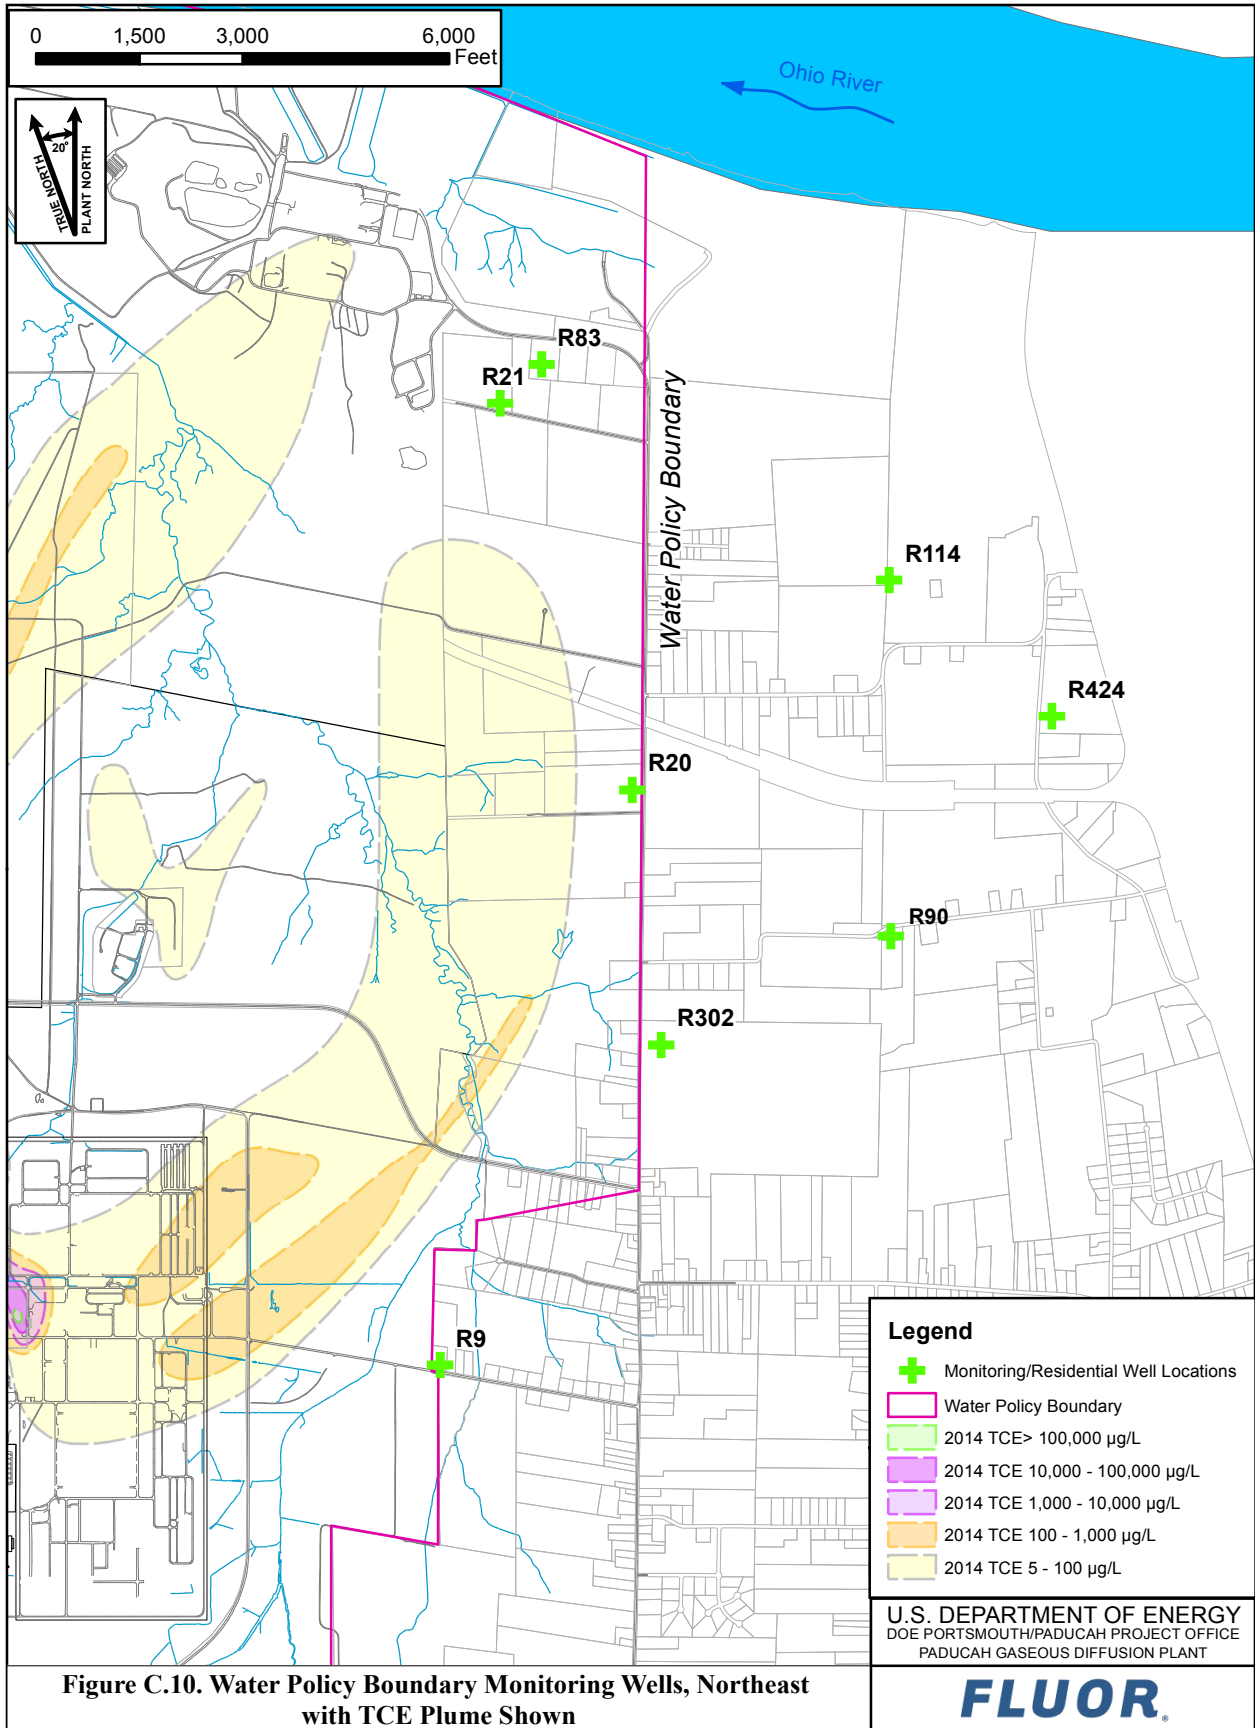 0 1,500 3,000 6,000
Feet
Ohio River
20°
TRUE NORTH
PLANT NORTH
R83
R21
Water Policy Boundary
R114
R424
R20
R90
R302
R9
Legend
Monitoring/Residential Well Locations
Water Policy Boundary
2014 TCE> 100,000 µg/L
2014 TCE 10,000 - 100,000 µg/L
2014 TCE 1,000 - 10,000 µg/L
2014 TCE 100 - 1,000 µg/L
2014 TCE 5 - 100 µg/L
U.S. DEPARTMENT OF ENERGY
DOE PORTSMOUTH/PADUCAH PROJECT OFFICE
PADUCAH GASEOUS DIFFUSION PLANT
Figure C.10. Water Policy Boundary Monitoring Wells, Northeast
with TCE Plume Shown
FLUOR®